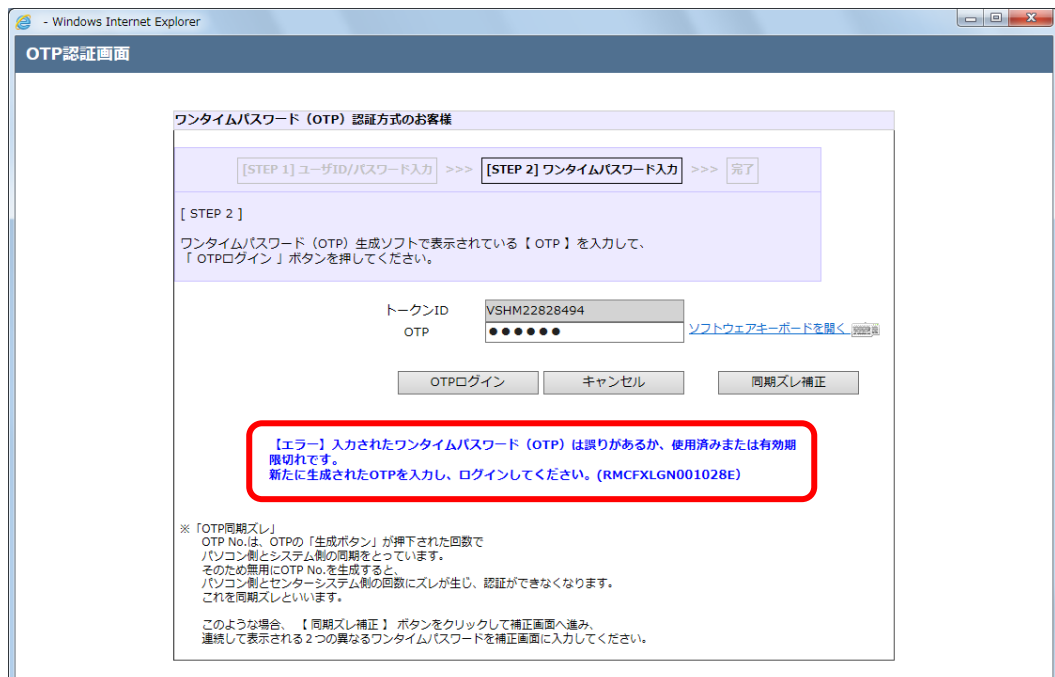 - Windows Internet Explorer
OTP認証画面
ワンタイムパスワード（OTP）認証方式のお客様
[STEP 1] ユーザID/パスワード入力 >>> [STEP 2] ワンタイムパスワード入力 >>> 完了
[ STEP 2 ]
ワンタイムパスワード（OTP）生成ソフトで表示されている【 OTP 】を入力して、
「 OTPログイン 」ボタンを押してください。
トークンID VSHM22828494
OTP ●●●●●● ソフトウェアキーボードを開く
OTPログイン キャンセル 同期ズレ補正
【エラー】入力されたワンタイムパスワード（OTP）は誤りがあるか、使用済みまたは有効期
限切れです。
新たに生成されたOTPを入力し、ログインしてください。(RMCFXLGN001028E）
※「OTP同期ズレ」
OTP No.は、OTPの「生成ボタン」が押下された回数で
パソコン側とシステム側の同期をとっています。
そのため無用にOTP No.を生成すると、
パソコン側とセンターシステム側の回数にズレが生じ、認証ができなくなります。
これを同期ズレといいます。
このような場合、【 同期ズレ補正 】 ボタンをクリックして補正画面へ進み、
連続して表示される２つの異なるワンタイムパスワードを補正画面に入力してください。